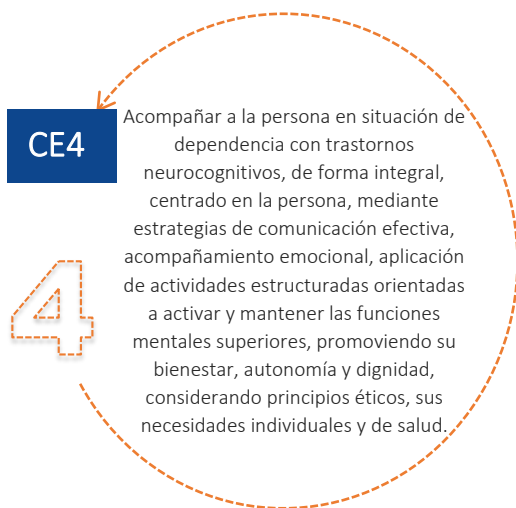 CE4
4
Acompañar a la persona en situación de
dependencia con trastornos
neurocognitivos, de forma integral,
centrado en la persona, mediante
estrategias de comunicación efectiva,
acompañamiento emocional, aplicación
de actividades estructuradas orientadas
a activar y mantener las funciones
mentales superiores, promoviendo su
bienestar, autonomía y dignidad,
considerando principios éticos, sus
necesidades individuales y de salud.